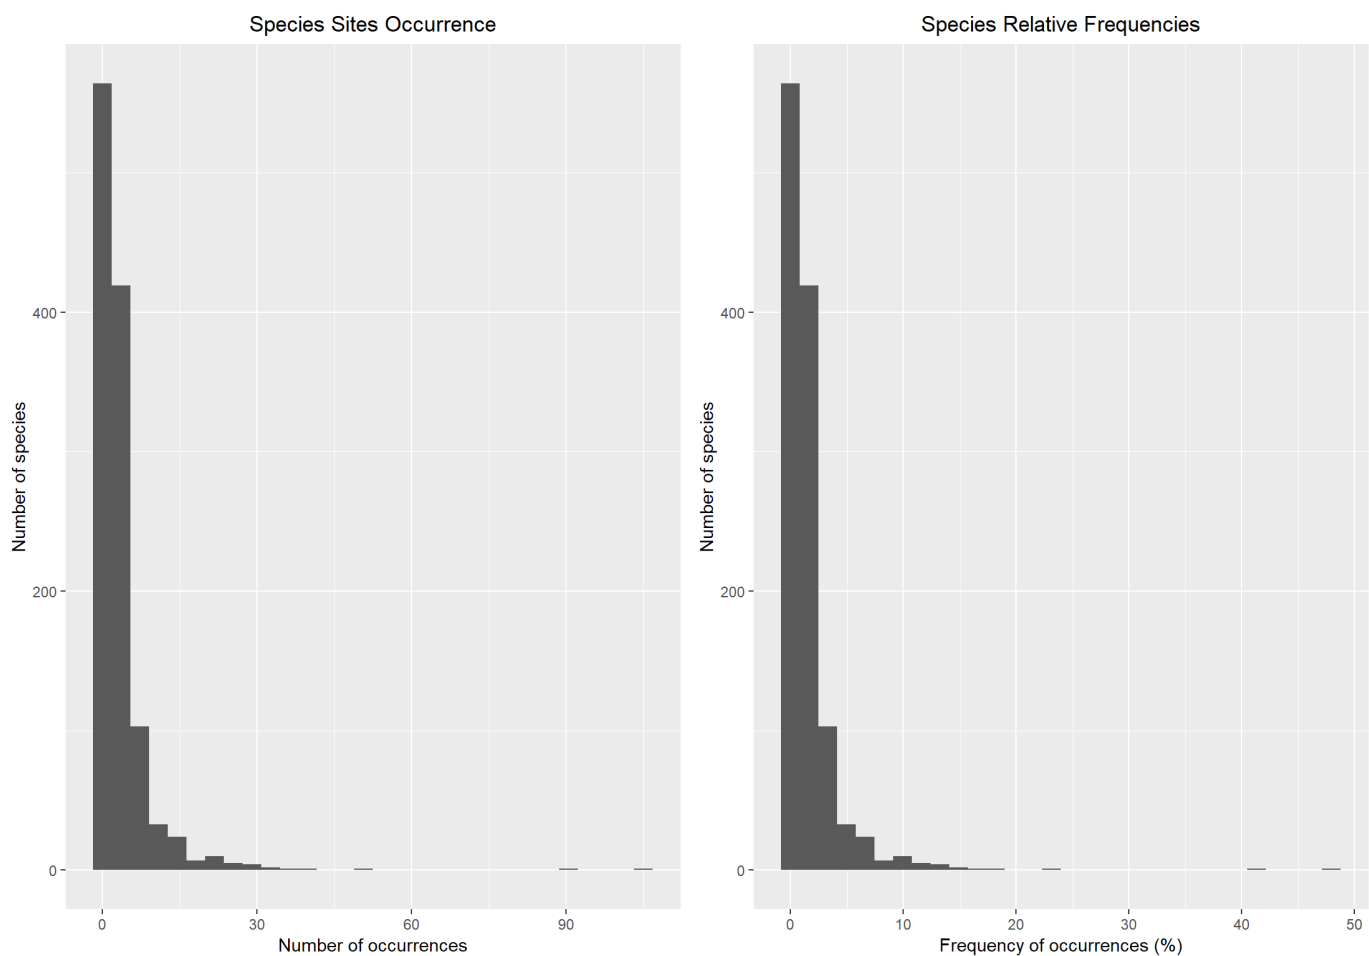 Species Sites Occurrence
Number of species
400
200
0
0 30 60 90
Number of occurrences
Species Relative Frequencies
Number of species
400
200
0
0 10 20 30 40 50
Frequency of occurrences (%)